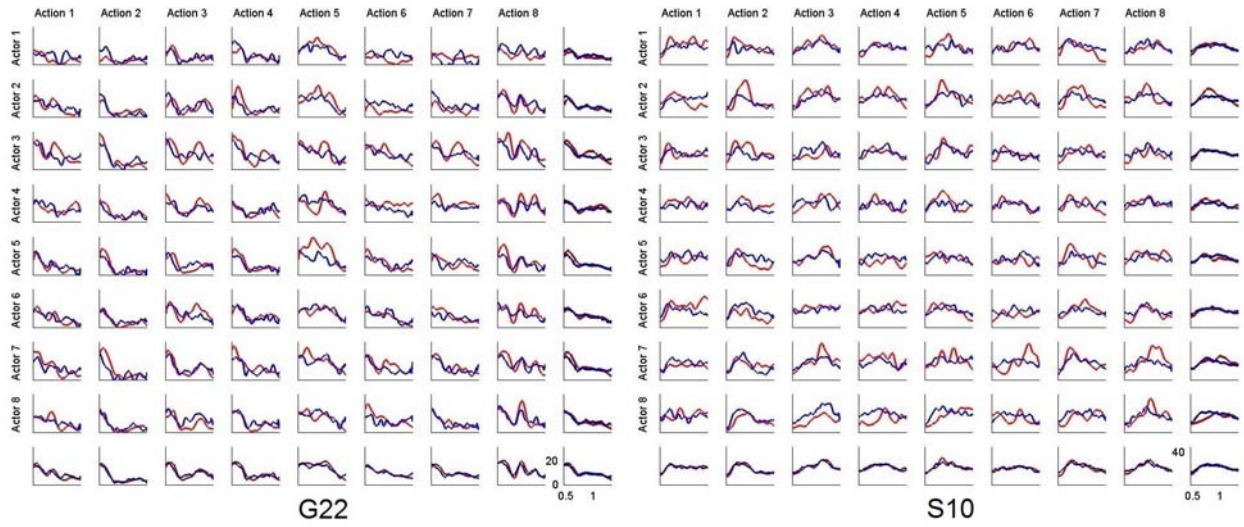 Action 1 Action 2 Action 3 Action 4 Action 5 Action 6 Action 7 Action 8
Actor 1
Actor 2
Actor 3
Actor 4
Actor 5
Actor 6
Actor 7
Actor 8
20
0
0.5 1
G22
Action 1 Action 2 Action 3 Action 4 Action 5 Action 6 Action 7 Action 8
Actor 1
Actor 2
Actor 3
Actor 4
Actor 5
Actor 6
Actor 7
Actor 8
40
0.5 1
S10